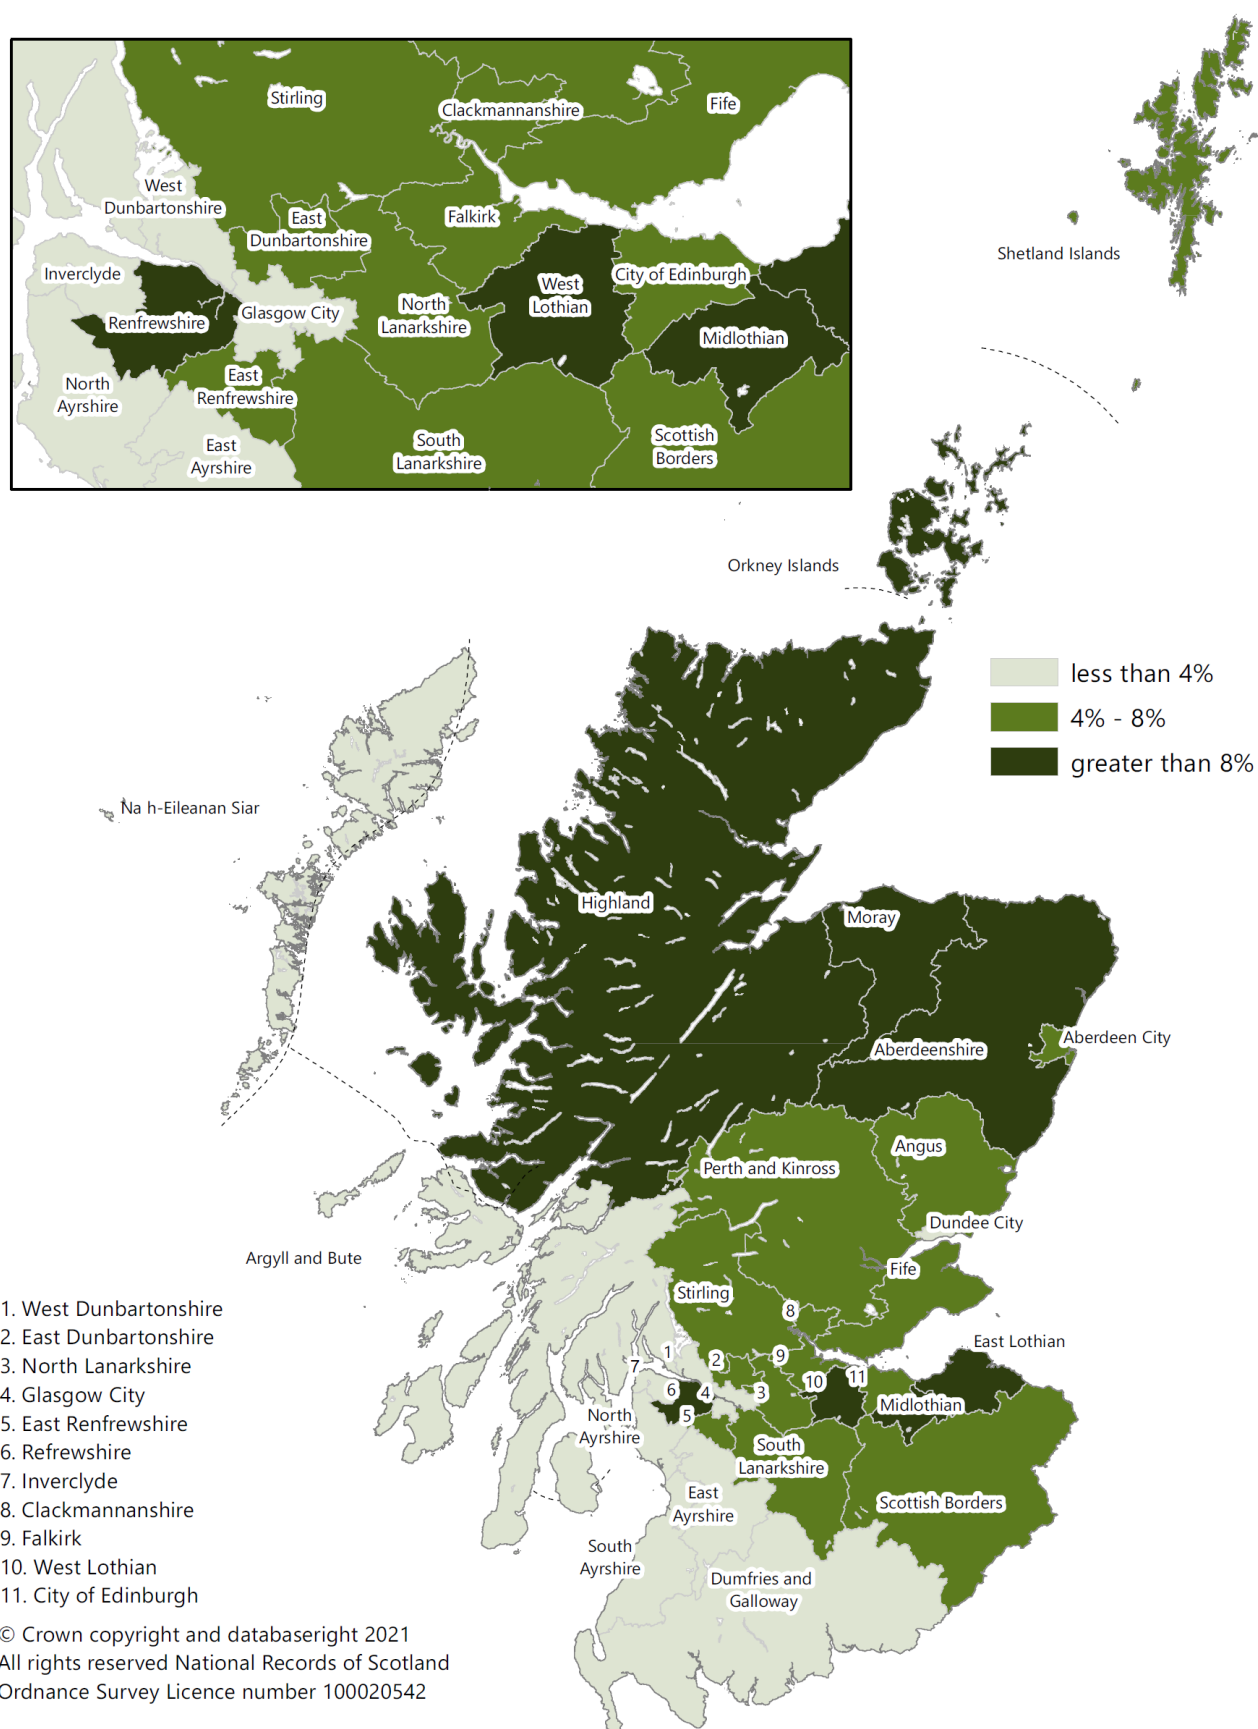 Stirling
Clackmannanshire
Fife
West
Dunbartonshire
East
Dunbartonshire
Falkirk
Inverclyde
Renfrewshire
Glasgow City
North
Lanarkshire
West
Lothian
City of Edinburgh
Midlothian
North
Ayrshire
East
Renfrewshire
East
Ayrshire
South
Lanarkshire
Scottish
Borders
Shetland Islands
Orkney Islands
less than 4%
4% - 8%
greater than 8%
Na h-Eileanan Siar
Highland
Moray
Aberdeenshire
Aberdeen City
Angus
Perth and Kinross
Dundee City
Argyll and Bute
Fife
Stirling
8
East Lothian
1
2
9
7
6
4
3
10
11
5
Midlothian
North
Ayrshire
South
Lanarkshire
East
Ayrshire
Scottish Borders
South
Ayrshire
Dumfries and
Galloway
1. West Dunbartonshire
2. East Dunbartonshire
3. North Lanarkshire
4. Glasgow City
5. East Renfrewshire
6. Refrewshire
7. Inverclyde
8. Clackmannanshire
9. Falkirk
10. West Lothian
11. City of Edinburgh
© Crown copyright and databaseright 2021
All rights reserved National Records of Scotland
Ordnance Survey Licence number 100020542